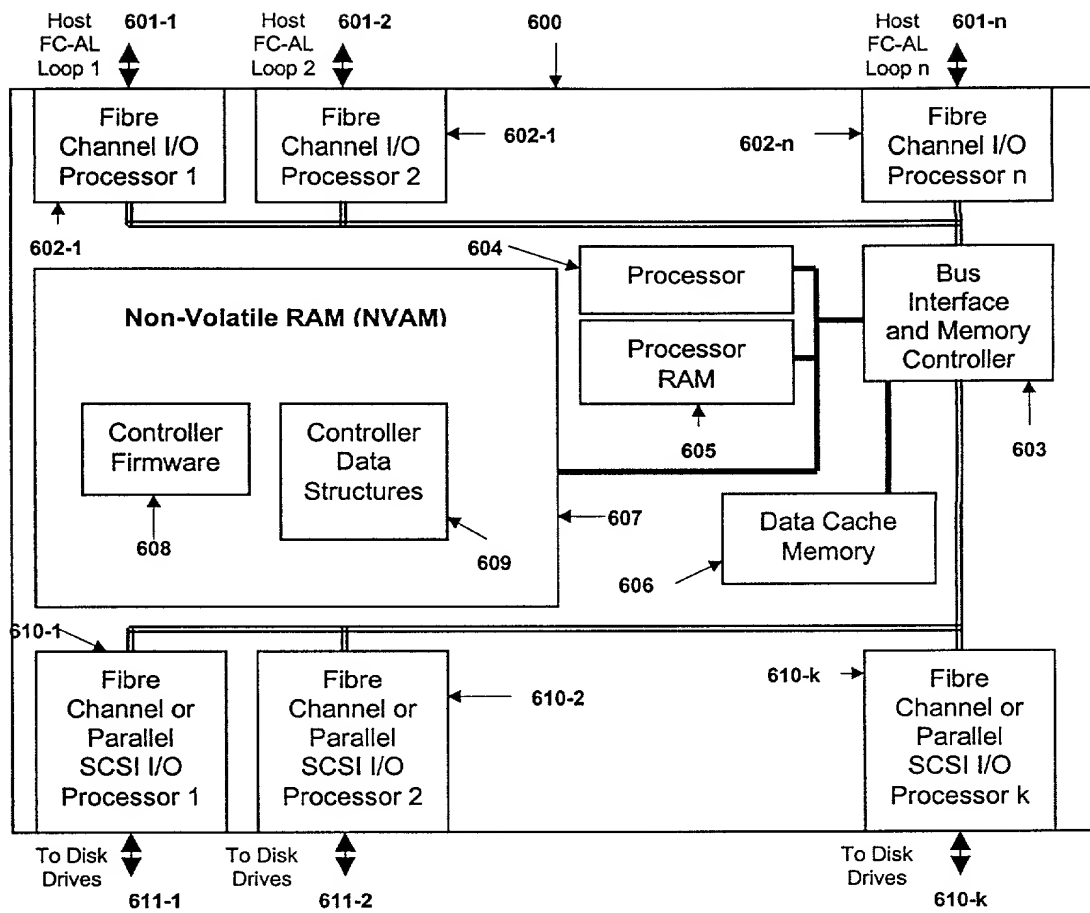 Host
FC-AL
Loop 1
601-1
Host
FC-AL
Loop 2
601-2
600
Host
FC-AL
Loop n
601-n
Fibre
Channel I/O
Processor 1
Fibre
Channel I/O
Processor 2
602-1
602-n
Fibre
Channel I/O
Processor n
602-1
604
Processor
Bus
Interface
and Memory
Controller
Non-Volatile RAM (NVAM)
Processor
RAM
605
603
Controller
Firmware
Controller
Data
Structures
608
609
607
Data Cache
Memory
606
610-1
Fibre
Channel or
Parallel
SCSI I/O
Processor 1
Fibre
Channel or
Parallel
SCSI I/O
Processor 2
610-2
610-k
Fibre
Channel or
Parallel
SCSI I/O
Processor k
To Disk
Drives
611-1
To Disk
Drives
611-2
To Disk
Drives
610-k